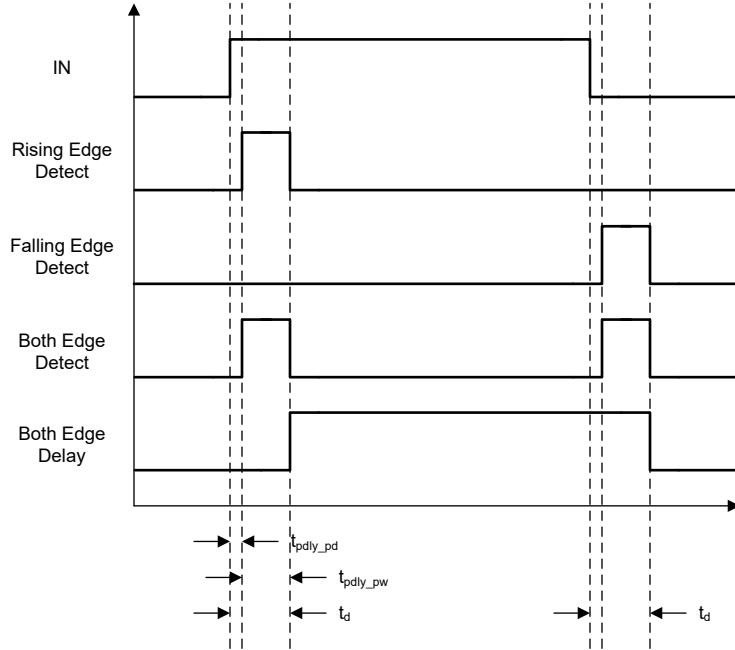 IN
Rising Edge
Detect
Falling Edge
Detect
Both Edge
Detect
Both Edge
Delay
tpdly_pd
tpdly_pw
td
td